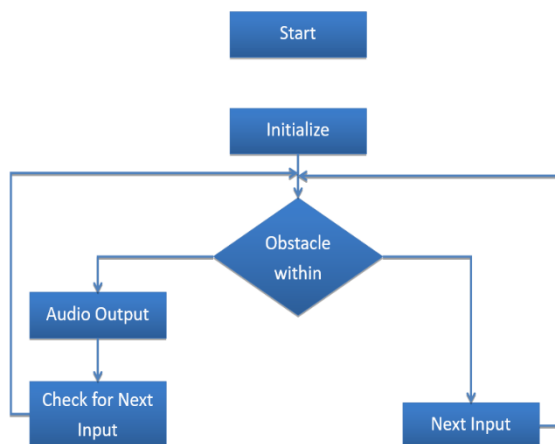 Start
Initialize
Obstacle
within
Audio Output
Check for Next
Input
Next Input